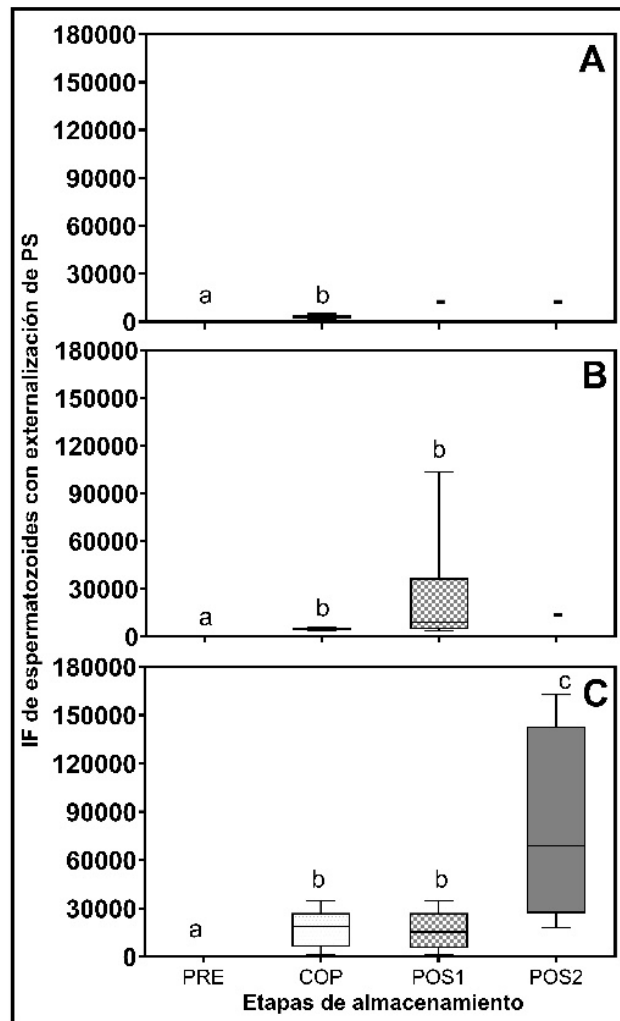 IF de espermatozoides con externalización de PS
180000 A
150000
120000
90000
60000
30000 a b - -
0
180000 B
150000
120000 b
90000
60000
30000
a b -
0
180000 c
150000 C
120000
90000
60000
30000 b b
a
0
PRE COP POS1 POS2
Etapas de almacenamiento